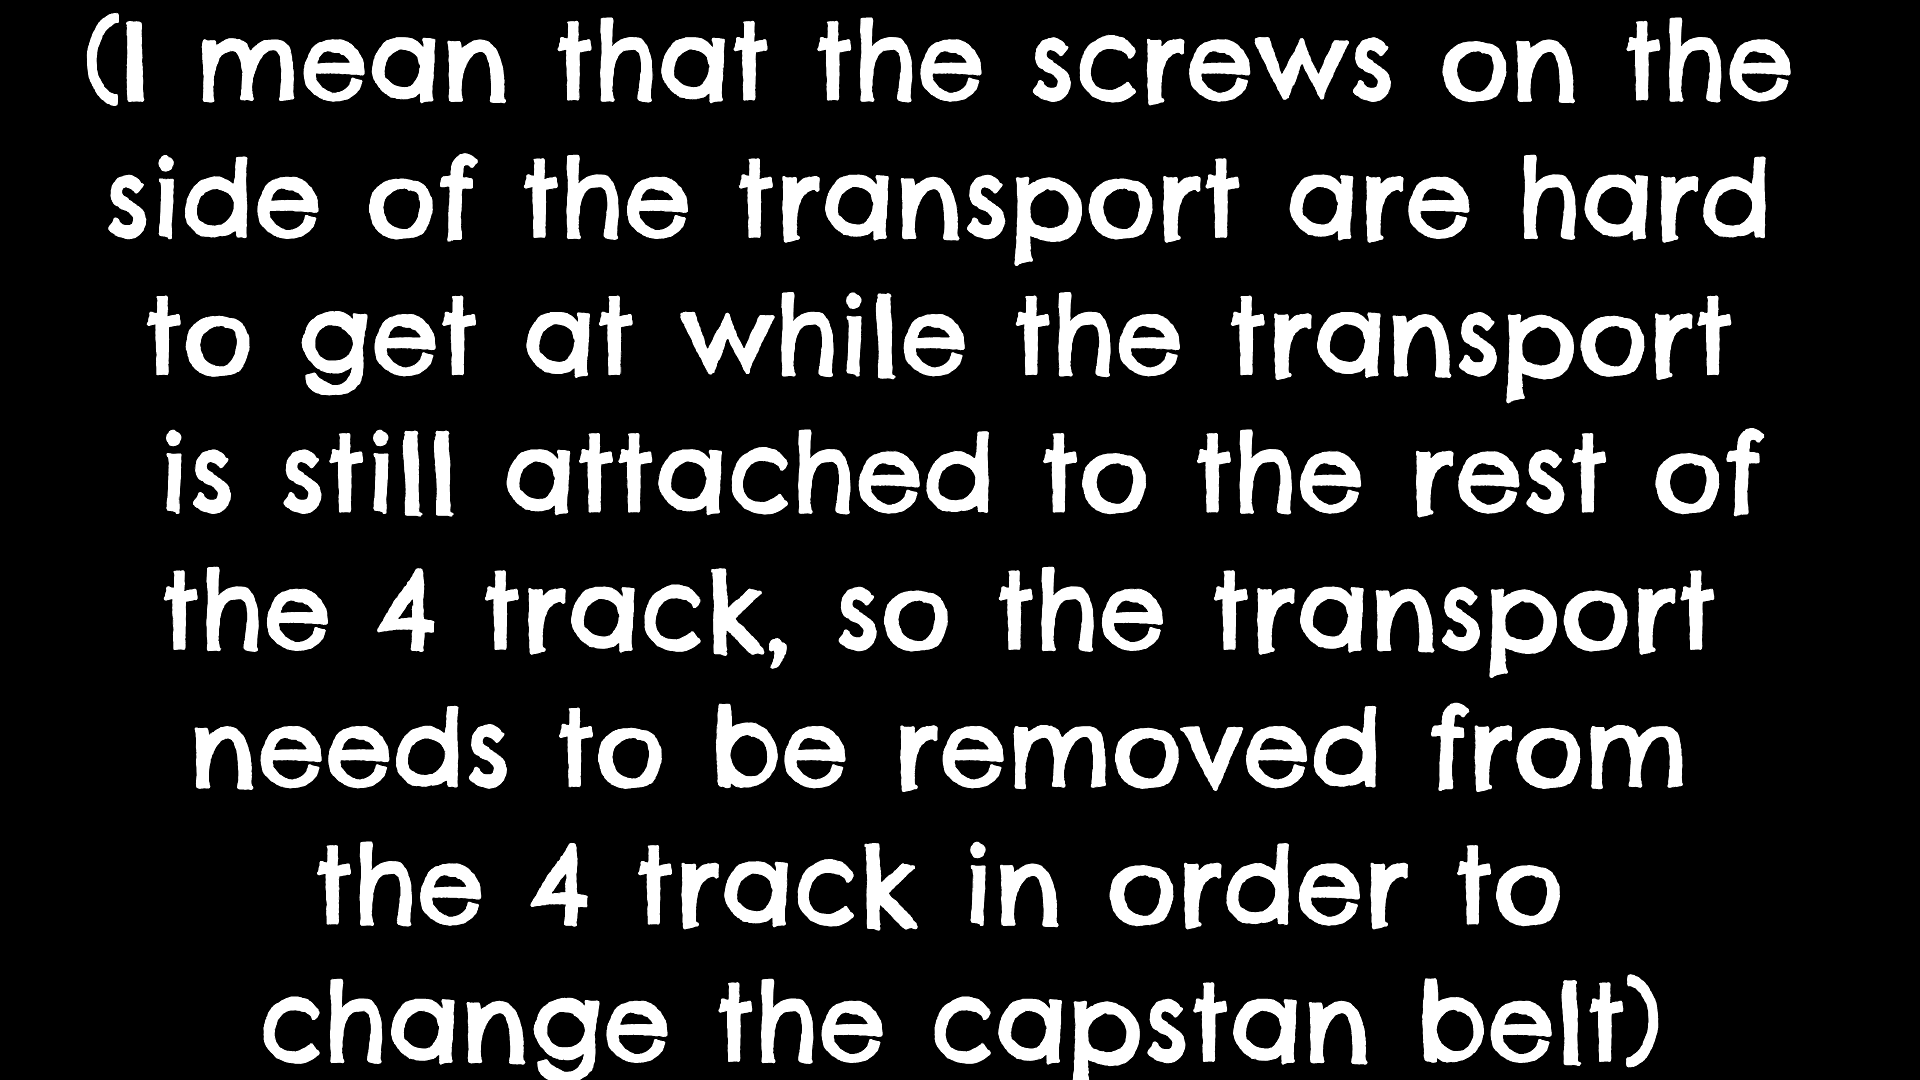 (I mean that the screws on the
side of the transport are hard
to get at while the transport
is still attached to the rest of
the 4 track, so the transport
needs to be removed from
the 4 track in order to
change the capstan belt)